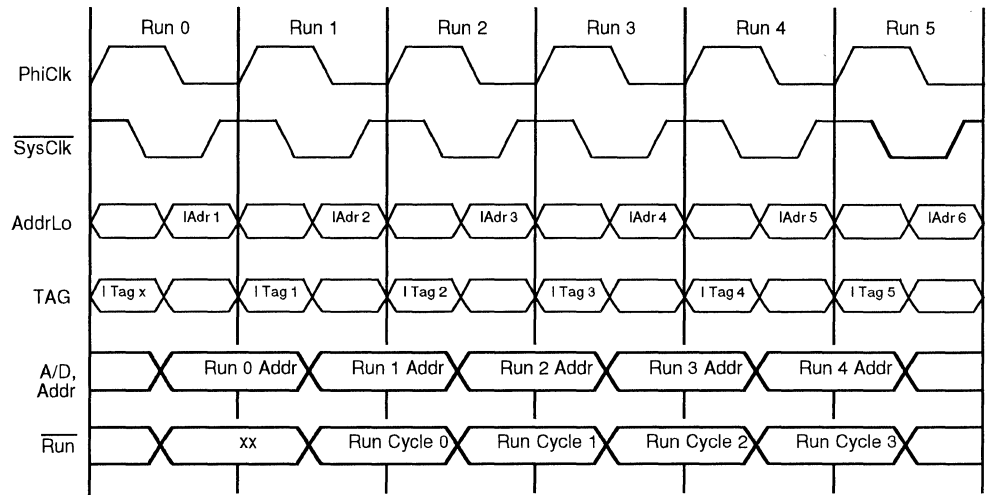 Run 0 Run 1 Run 2 Run 3 Run 4 Run 5
PhiClk
SysClk
AddrLo IAdr 1 IAdr 2 IAdr 3 IAdr 4 IAdr 5 IAdr 6
TAG I Tag x I Tag 1 I Tag 2 I Tag 3 I Tag 4 I Tag 5
A/D, Addr Run 0 Addr Run 1 Addr Run 2 Addr Run 3 Addr Run 4 Addr
Run xx Run Cycle 0 Run Cycle 1 Run Cycle 2 Run Cycle 3